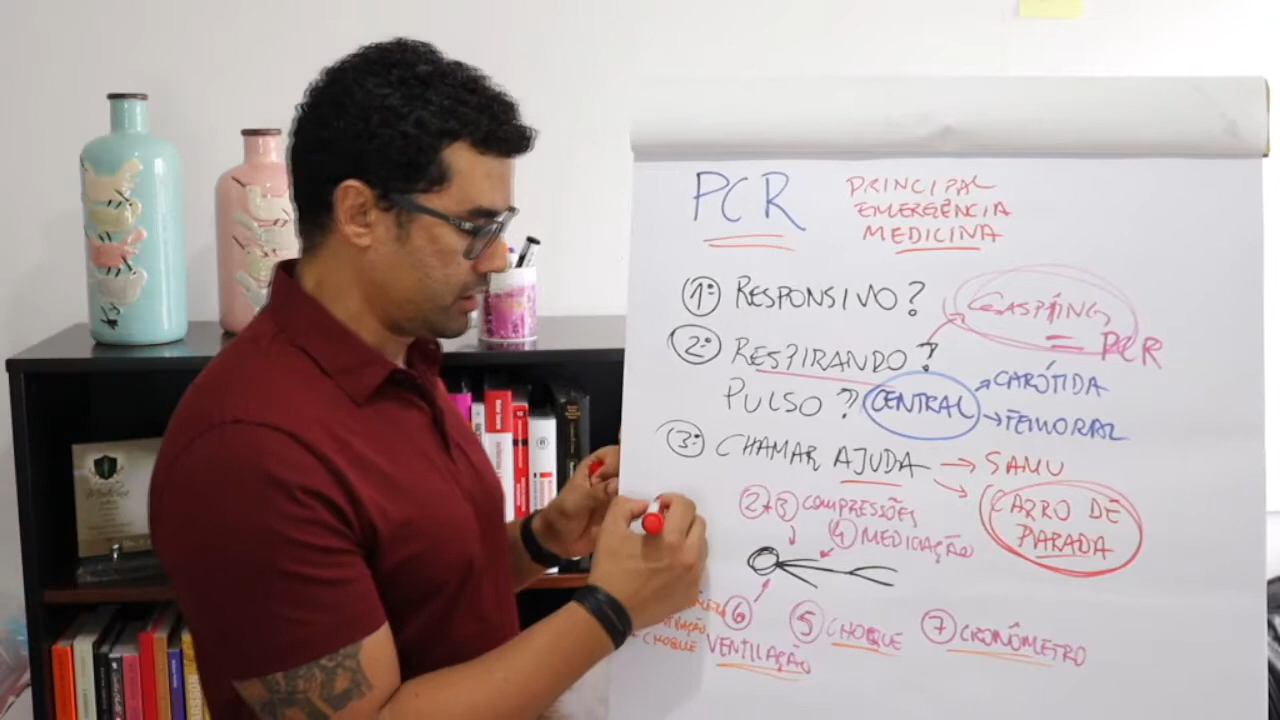 PCR
PRINCIPAL
EMERGÊNCIA
MEDICINA
1º RESPONSIVO?
GASPING
= PCR
2º RESPIRANDO?
PULSO? CENTRAL
→ CARÓTIDA
→ FEMORAL
3º CHAMAR AJUDA
→ SAMU
→ CARRO DE
PARADA
2+3 COMPRESSÕES
4 MEDICAÇÃO
6
VENTILAÇÃO
5 CHOQUE
7 CRONÔMETRO
CHOQUE